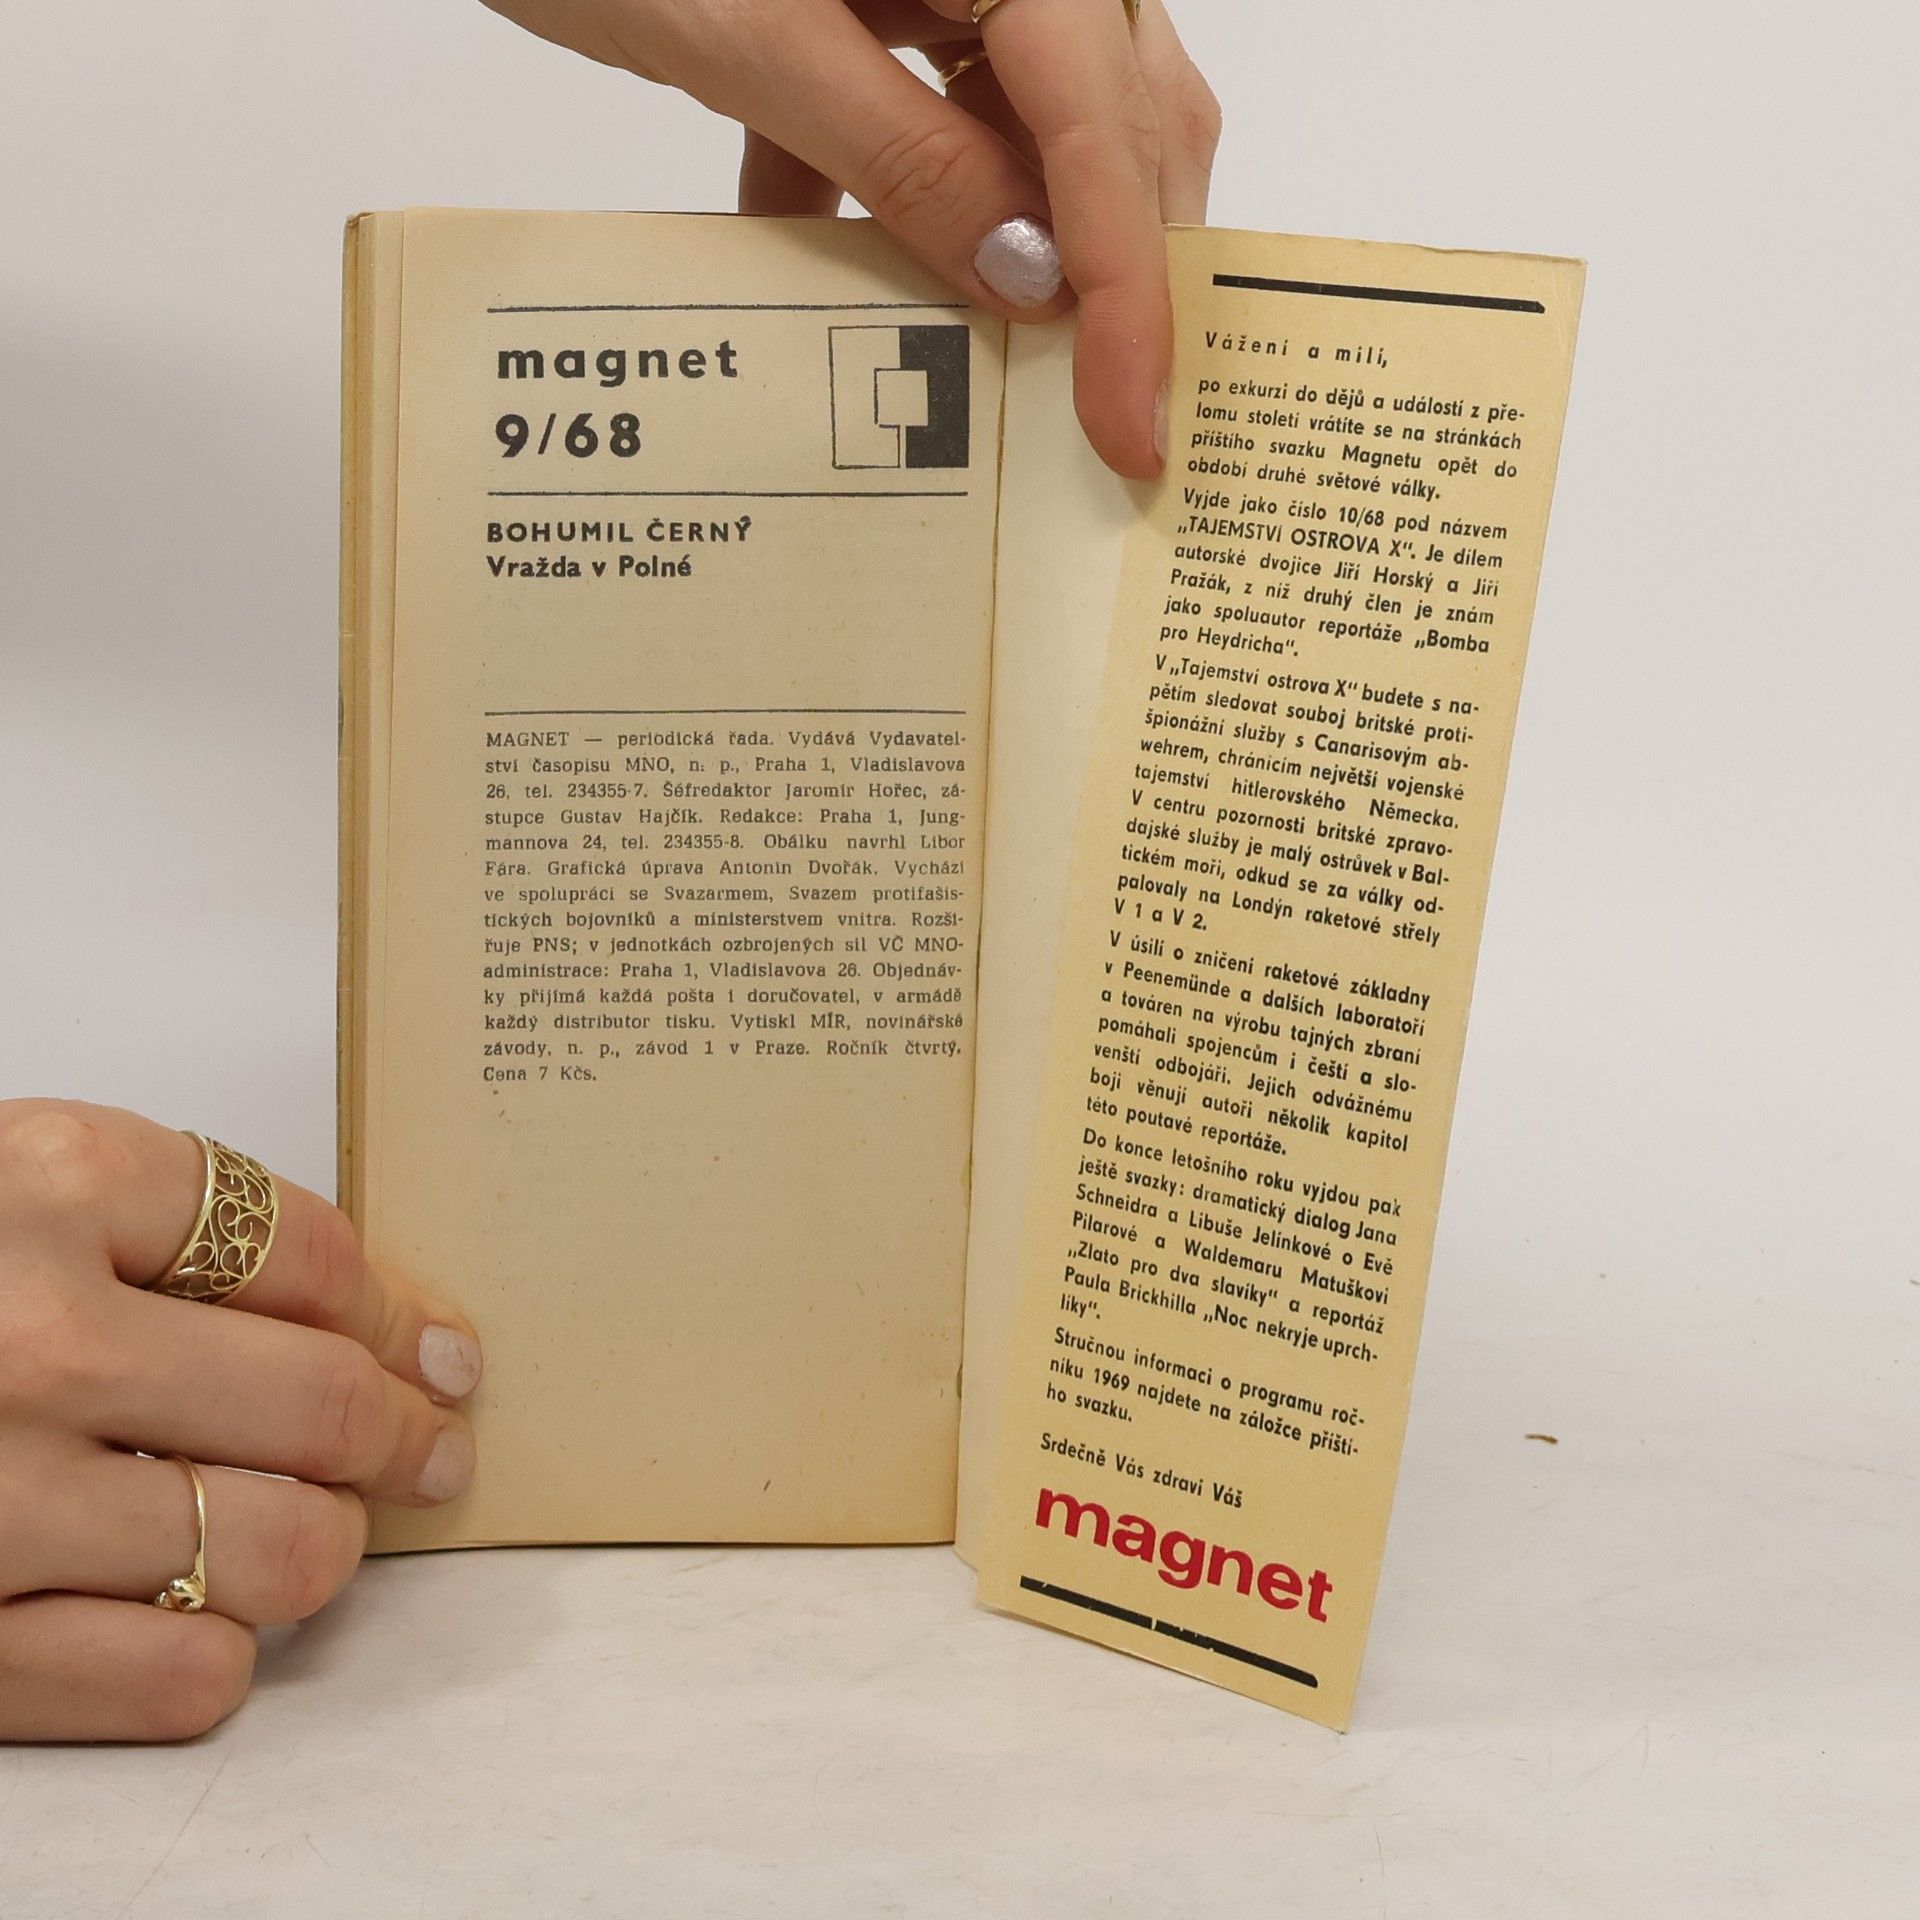 magnet
9/68
BOHUMIL ČERNÝ
Vražda v Polné
MAGNET — periodická řada. Vydává Vydavatel-
ství časopisu MNO, n. p., Praha 1, Vladislavova
26, tel. 234355-7. Šéfredaktor Jaromír Hořec, zá-
stupce Gustav Hajčík. Redakce: Praha 1, Jung-
mannova 24, tel. 234355-8. Obálku navrhl Libor
Fára. Grafická úprava Antonín Dvořák. Vychází
ve spolupráci se Svazarmem, Svazem protifašis-
tických bojovníků a ministerstvem vnitra. Rozši-
řuje PNS; v jednotkách ozbrojených sil VČ MNO-
administrace: Praha 1, Vladislavova 26. Objednáv-
ky přijímá každá pošta i doručovatel, v armádě
každý distributor tisku. Vytiskl MÍR, novinářské
závody, n. p., závod 1 v Praze. Ročník čtvrtý.
Cena 7 Kčs.
Vážení a milí,
po exkurzi do dějů a událostí z pře-
lomu století vrátíte se na stránkách
příštího svazku Magnetu opět do
období druhé světové války.
Vyjde jako číslo 10/68 pod názvem
„TAJEMSTVÍ OSTROVA X“. Je dílem
autorské dvojice Jiří Horský a Jiří
Pražák, z níž druhý člen je znám
jako spoluautor reportáže „Bomba
pro Heydricha“.
V „Tajemství ostrova X“ budete s na-
pětím sledovat souboj britské proti-
špionážní služby s Canarisovým ab-
wehrem, chránícím největší vojenské
tajemství hitlerovského Německa.
V centru pozornosti britské zpravo-
dajské služby je malý ostrůvek v Bal-
tickém moři, odkud se za války od-
palovaly na Londýn raketové střely
V 1 a V 2.
V úsilí o zničení raketové základny
v Peenemünde a dalších laboratoří
a továren na výrobu tajných zbraní
pomáhali spojencům i čeští a slo-
venští odbojáři. Jejich odvážnému
boji věnují autoři několik kapitol
této poutavé reportáže.
Do konce letošního roku vyjdou pak
ještě svazky: dramatický dialog Jana
Schneidra a Libuše Jelínkové o Evě
Pilarové a Waldemaru Matuškovi
„Zlato pro dva slavíky“ a reportáž
Paula Brickhilla „Noc nekryje uprch-
líky“.
Stručnou informaci o programu roč-
níku 1969 najdete na záložce příští-
ho svazku.
Srdečně Vás zdraví Váš
magnet